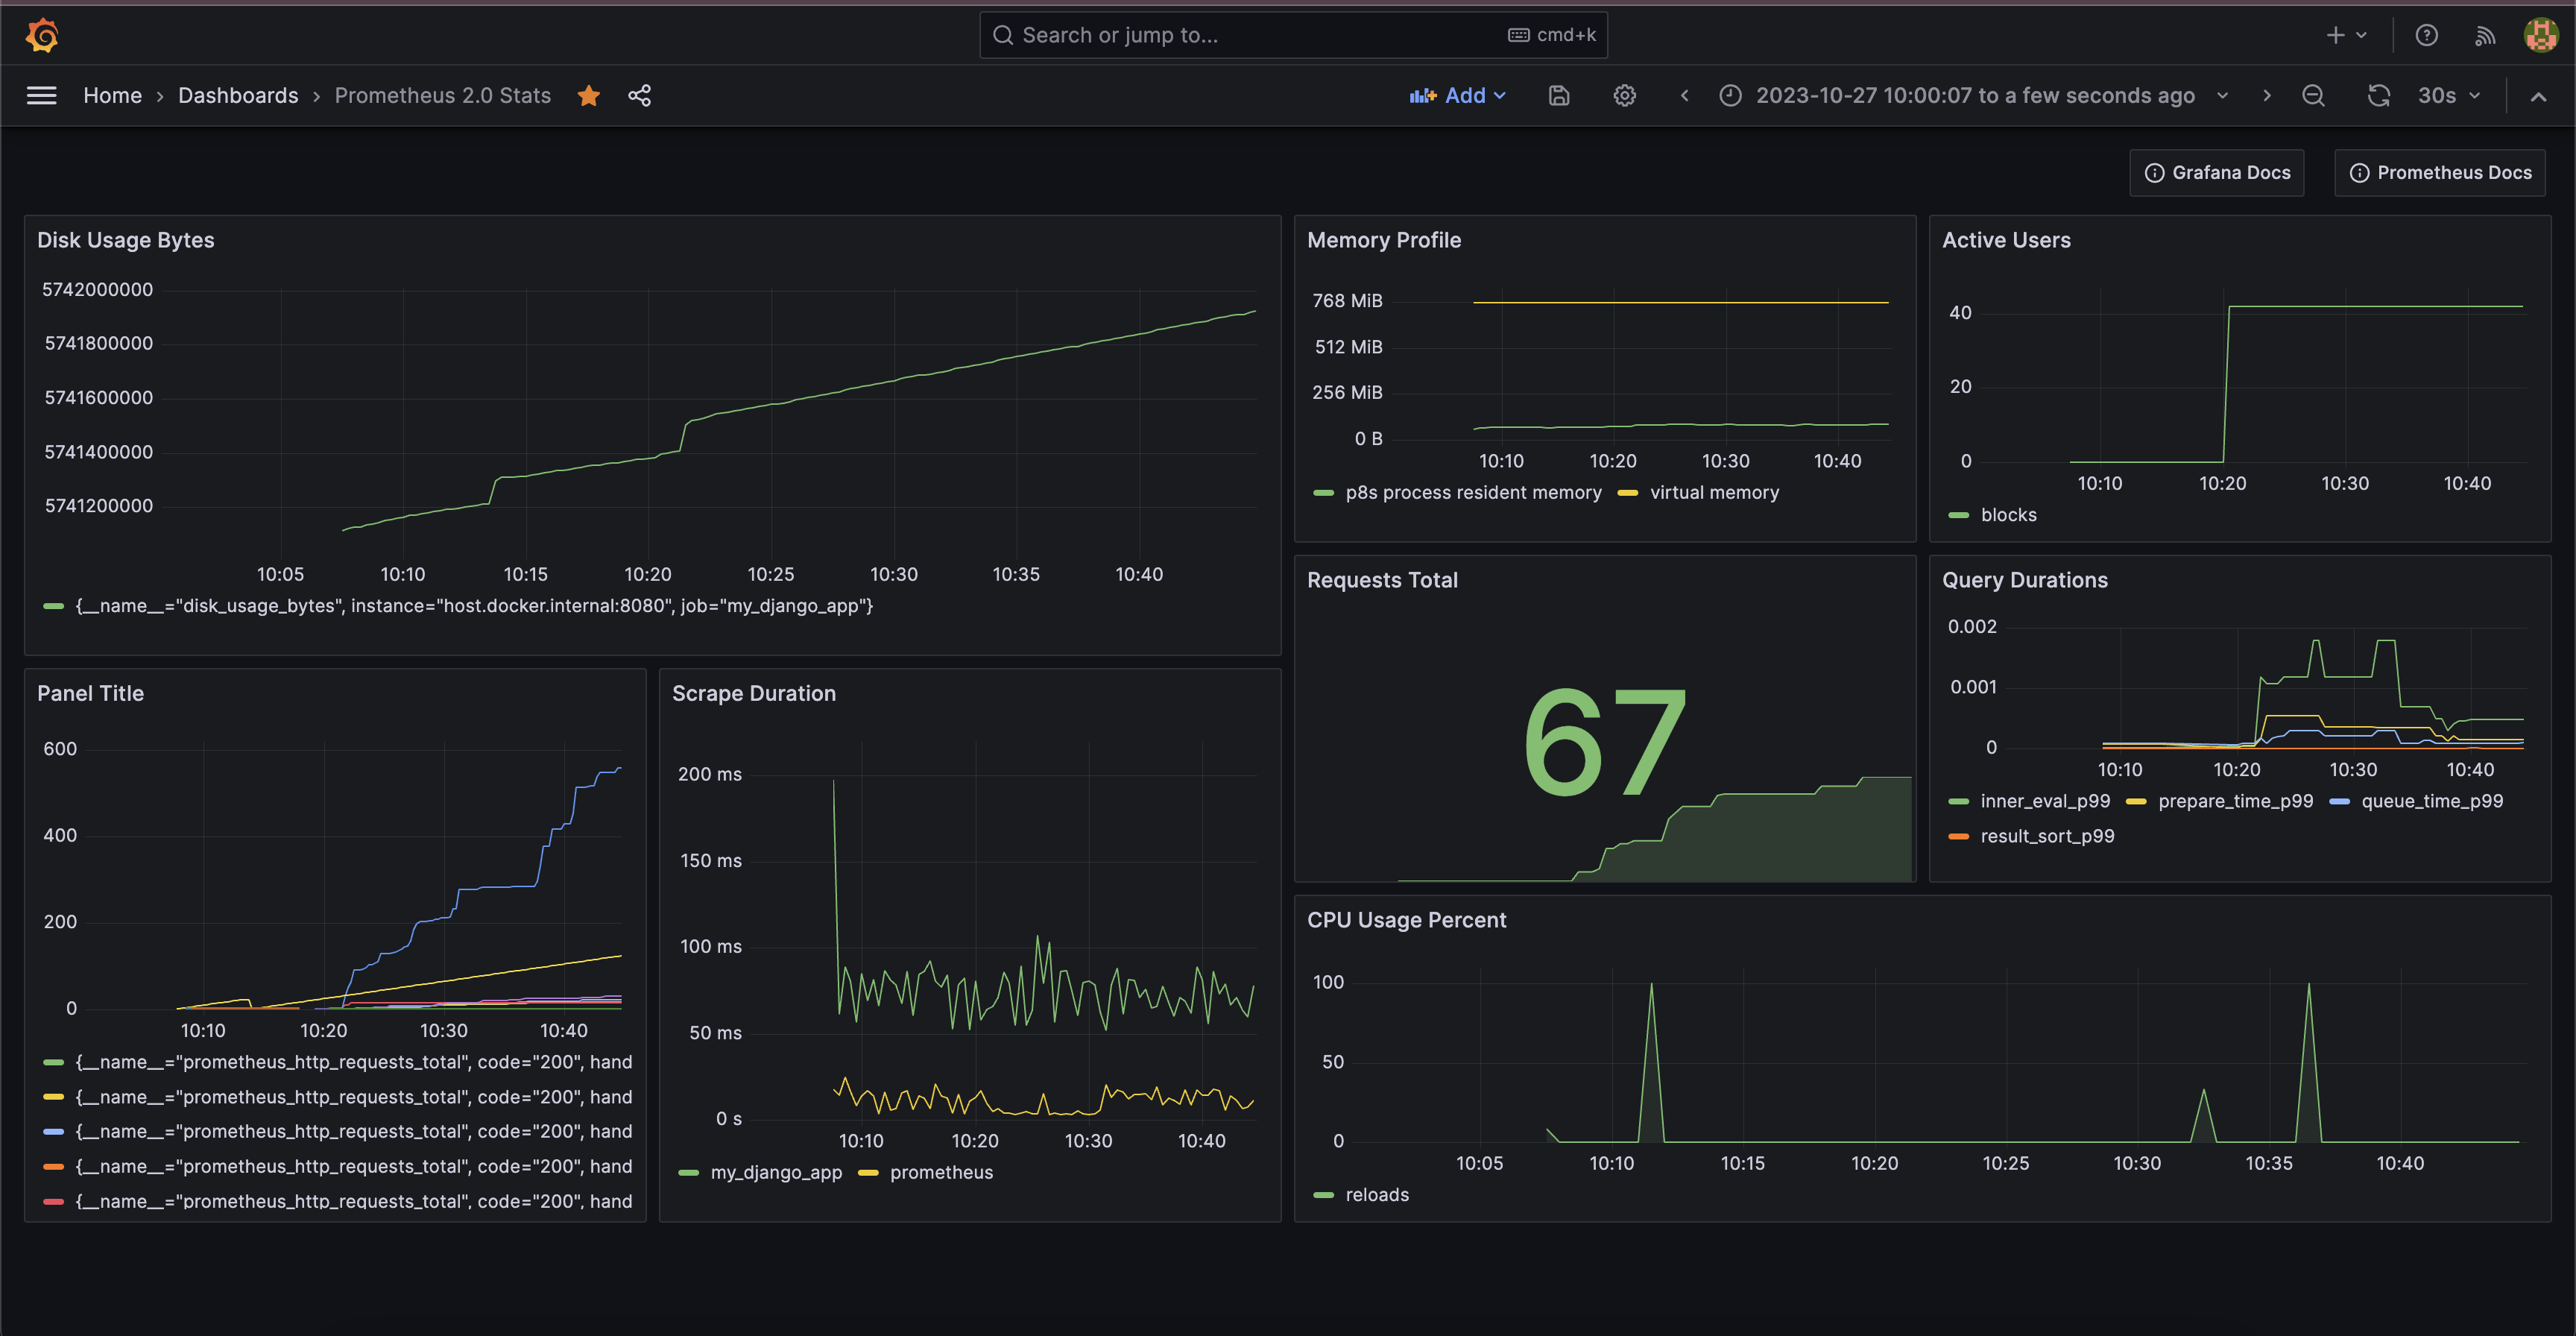 Search or jump to... cmd+k
Home › Dashboards › Prometheus 2.0 Stats Add 2023-10-27 10:00:07 to a few seconds ago 30s
Grafana Docs Prometheus Docs
Disk Usage Bytes
5742000000
5741800000
5741600000
5741400000
5741200000
10:05 10:10 10:15 10:20 10:25 10:30 10:35 10:40
{__name__="disk_usage_bytes", instance="host.docker.internal:8080", job="my_django_app"}
Memory Profile
768 MiB
512 MiB
256 MiB
0 B
10:10 10:20 10:30 10:40
p8s process resident memory virtual memory
Active Users
40
20
0
10:10 10:20 10:30 10:40
blocks
Requests Total
67
Query Durations
0.002
0.001
0
10:10 10:20 10:30 10:40
inner_eval_p99 prepare_time_p99 queue_time_p99
result_sort_p99
Panel Title
600
400
200
0
10:10 10:20 10:30 10:40
{__name__="prometheus_http_requests_total", code="200", hand
{__name__="prometheus_http_requests_total", code="200", hand
{__name__="prometheus_http_requests_total", code="200", hand
{__name__="prometheus_http_requests_total", code="200", hand
{__name__="prometheus_http_requests_total", code="200", hand
Scrape Duration
200 ms
150 ms
100 ms
50 ms
0 s
10:10 10:20 10:30 10:40
my_django_app prometheus
CPU Usage Percent
100
50
0
10:05 10:10 10:15 10:20 10:25 10:30 10:35 10:40
reloads